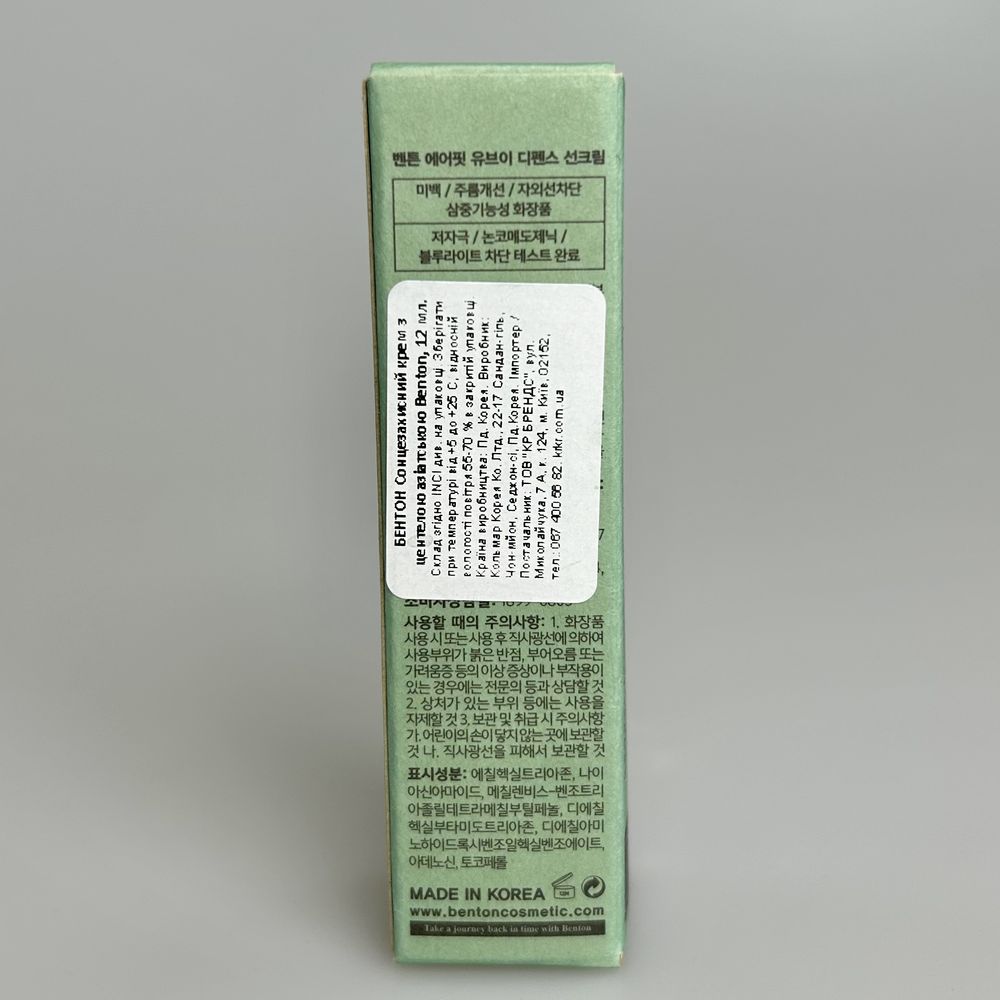 벤튼 에어핏 유브이 디펜스 선크림
미백 / 주름개선 / 자외선차단
삼중기능성 화장품
저자극 / 논코메도제닉 /
블루라이트 차단 테스트 완료
БЕНТОН Сонцезахисний крем з
центелою азіатською Benton, 12 мл.
Склад згідно INCI див. на упаковці. Зберігати
при температурі від +5 до +25 С, відносній
вологості повітря 55-70 % в закритій упаковці
Країна виробництва: Пд. Корея. Виробник:
Кольмар Корея Ко. Лтд., 22-17 Сандан-гіль,
Чон-мйон, Седжон-сі, Пд.Корея. Імпортер /
Постачальник: ТОВ "КР БРЕНДС", вул.
Миколайчука, 7 А, к. 124, м. Київ, 02152,
тел.: 067 400 56 82. krkr.com.ua
소비자상담실:
사용할 때의 주의사항: 1. 화장품
사용 시 또는 사용 후 직사광선에 의하여
사용부위가 붉은 반점, 부어오름 또는
가려움증 등의 이상 증상이나 부작용이
있는 경우에는 전문의 등과 상담할 것
2. 상처가 있는 부위 등에는 사용을
자제할 것 3. 보관 및 취급 시 주의사항
가. 어린이의 손이 닿지 않는 곳에 보관할
것 나. 직사광선을 피해서 보관할 것
표시성분: 에칠헥실트리아존, 나이
아신아마이드, 메칠렌비스-벤조트리
아졸릴테트라메칠부틸페놀, 디에칠
헥실부타미도트리아존, 디에칠아미
노하이드록시벤조일헥실벤조에이트,
아데노신, 토코페롤
MADE IN KOREA 12M
www.bentoncosmetic.com
Take a journey back in time with Benton